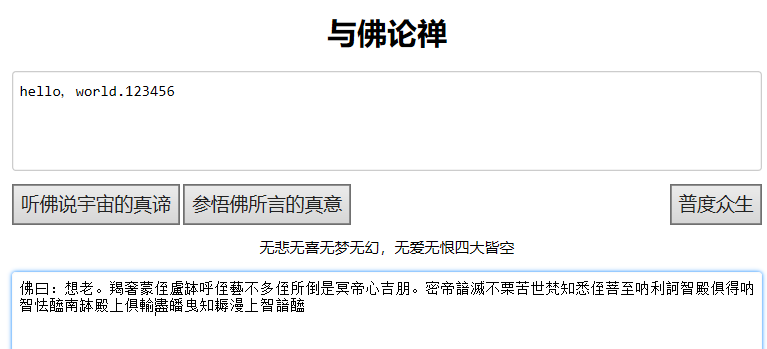 与佛论禅
hello，world.123456
听佛说宇宙的真谛 参悟佛所言的真意 普度众生
无悲无喜无梦无幻，无爱无恨四大皆空
佛曰：想老。羯奢蒙侄盧缽呼侄藝不多侄所倒是冥帝心吉朋。密帝諳滅不栗苦世梵知悉侄菩至呐利訶智殿俱得呐
智怯醯南缽殿上俱輸盡皤曳知耨漫上智諳醯